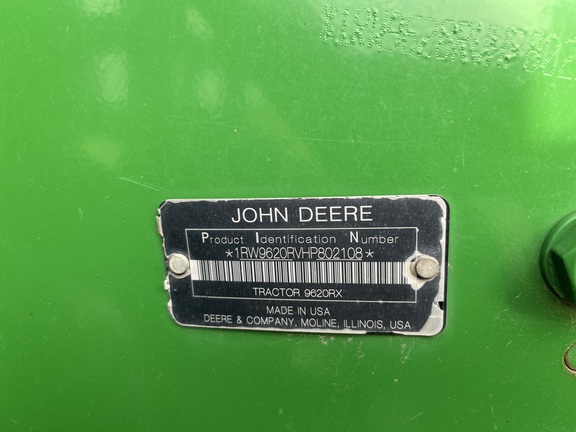 JOHN DEERE
Product Identification Number
*1RW9620RVHP802108*
TRACTOR 9620RX
MADE IN USA
DEERE & COMPANY, MOLINE, ILLINOIS, USA